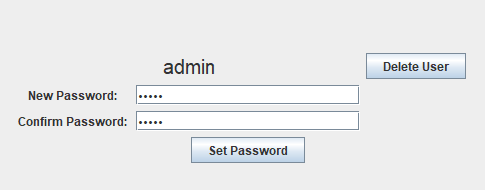 admin
Delete User
New Password: •••••
Confirm Password: •••••
Set Password